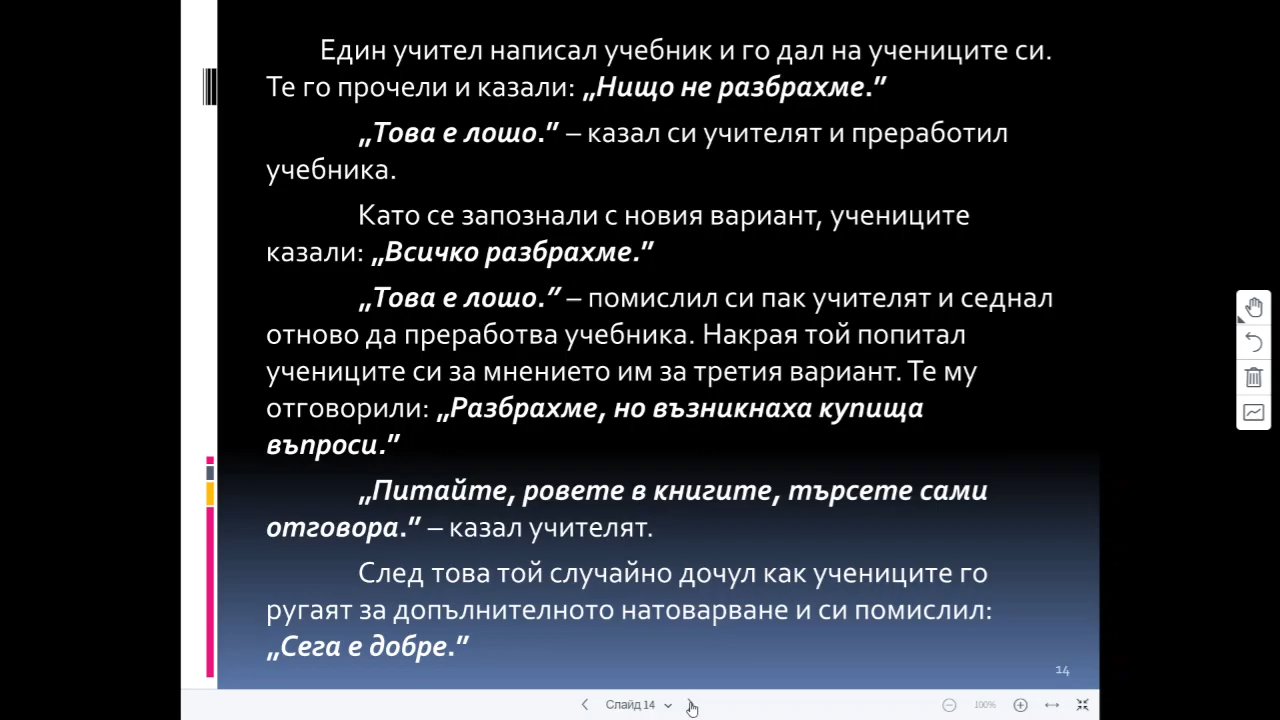 Един учител написал учебник и го дал на учениците си.
Те го прочели и казали: „Нищо не разбрахме.”
„Това е лошо.” – казал си учителят и преработил
учебника.
Като се запознали с новия вариант, учениците
казали: „Всичко разбрахме.”
„Това е лошо.” – помислил си пак учителят и седнал
отново да преработва учебника. Накрая той попитал
учениците си за мнението им за третия вариант. Те му
отговорили: „Разбрахме, но възникнаха купища
въпроси.”
„Питайте, ровете в книгите, търсете сами
отговора.” – казал учителят.
След това той случайно дочул как учениците го
ругаят за допълнителното натоварване и си помислил:
„Сега е добре.”
14
Слайд 14
100%